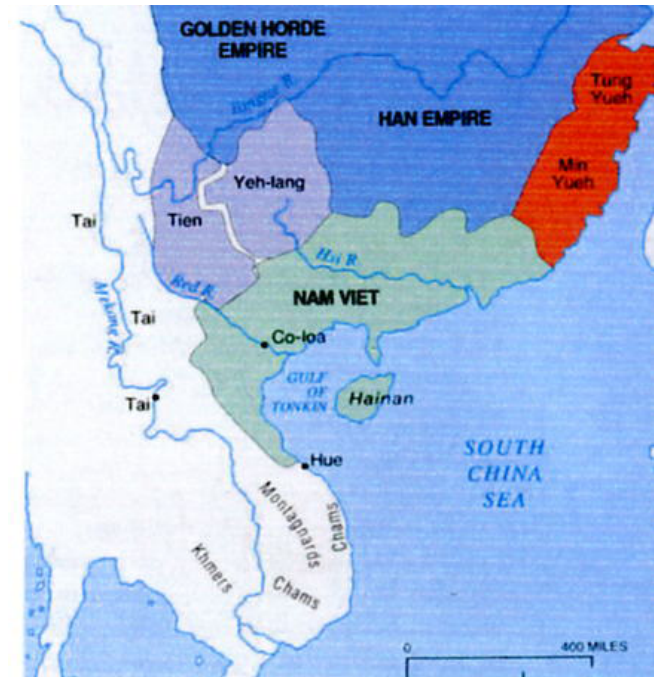 GOLDEN HORDE
EMPIRE
Tung
Yueh
HAN EMPIRE
Min
Yueh
Yeh-lang
Tai
Tien
Hsi R.
Red R.
NAM VIET
Mekong R.
Tai
Co-loa
GULF
OF
TONKIN
Hainan
Tai
SOUTH
CHINA
SEA
Hue
Montagnards
Chams
Khmers
Chams
0
400 MILES